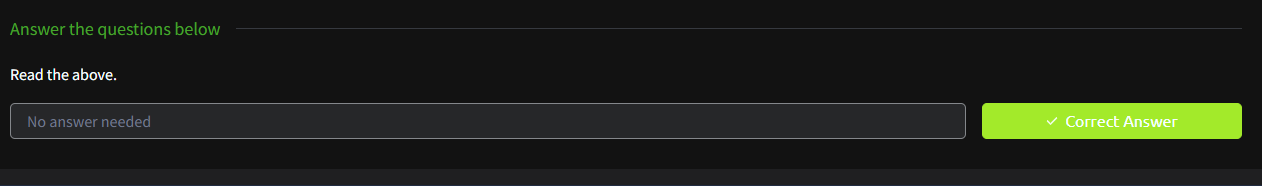 Answer the questions below
Read the above.
No answer needed
Correct Answer